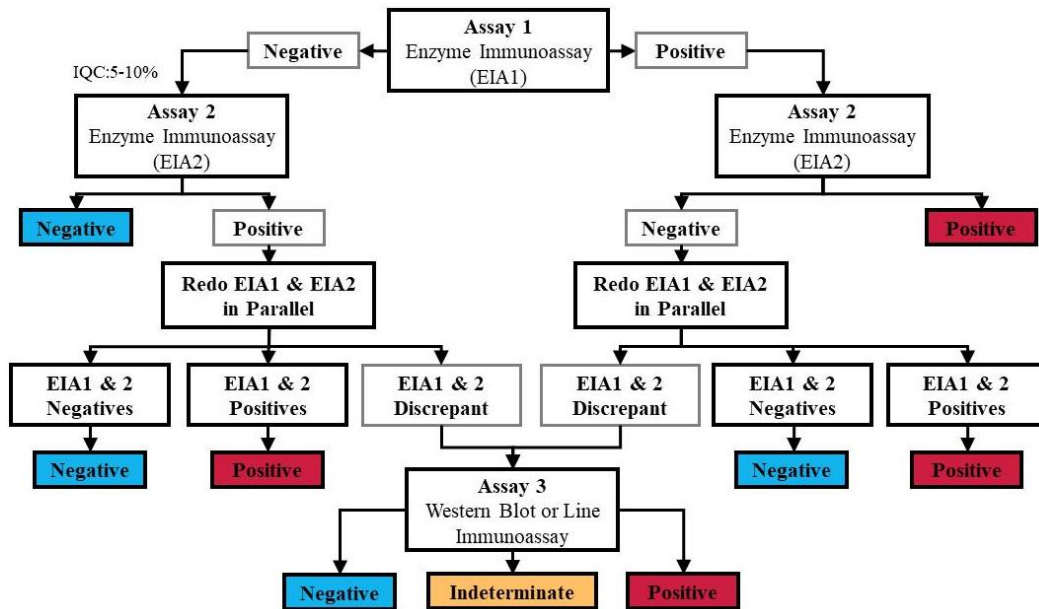 Assay 1
Enzyme Immunoassay
(EIA1)
Negative
Positive
IQC:5-10%
Assay 2
Enzyme Immunoassay
(EIA2)
Assay 2
Enzyme Immunoassay
(EIA2)
Negative
Positive
Negative
Positive
Redo EIA1 & EIA2
in Parallel
Redo EIA1 & EIA2
in Parallel
EIA1 & 2
Negatives
EIA1 & 2
Positives
EIA1 & 2
Discrepant
EIA1 & 2
Discrepant
EIA1 & 2
Negatives
EIA1 & 2
Positives
Negative
Positive
Negative
Positive
Assay 3
Western Blot or Line
Immunoassay
Negative
Indeterminate
Positive